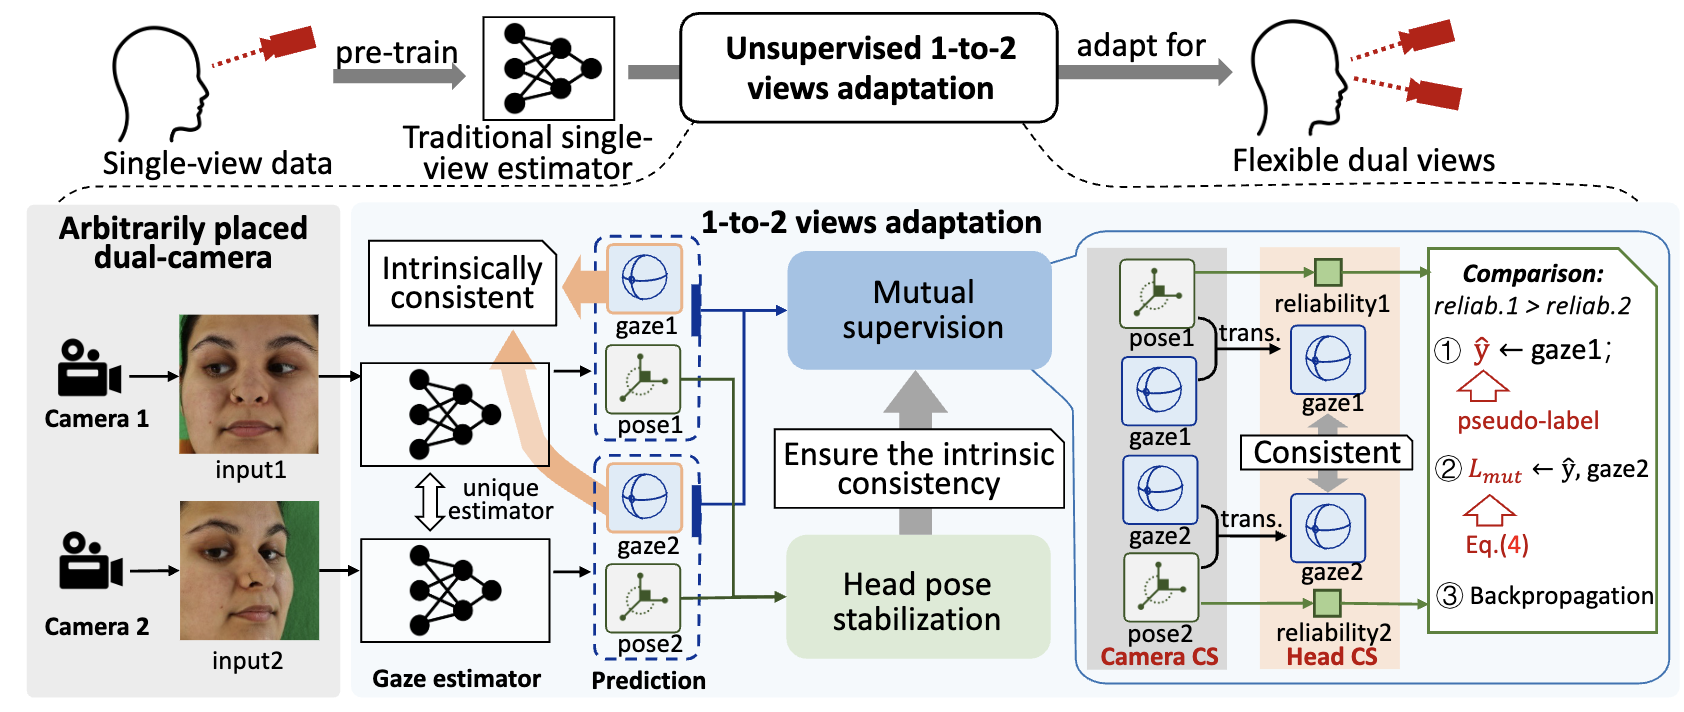 pre-train
Unsupervised 1-to-2
views adaptation
adapt for
Single-view data
Traditional single-
view estimator
Flexible dual views
Arbitrarily placed
dual-camera
Camera 1
input1
Camera 2
input2
1-to-2 views adaptation
Intrinsically
consistent
unique
estimator
Gaze estimator
gaze1
pose1
gaze2
pose2
Prediction
Mutual
supervision
Ensure the intrinsic
consistency
Head pose
stabilization
pose1
gaze1
gaze2
pose2
Camera CS
trans.
trans.
reliability1
gaze1
Consistent
gaze2
reliability2
Head CS
Comparison:
reliab.1 > reliab.2
① ŷ ← gaze1;
pseudo-label
② L_mut ← ŷ, gaze2
Eq.(4)
③ Backpropagation